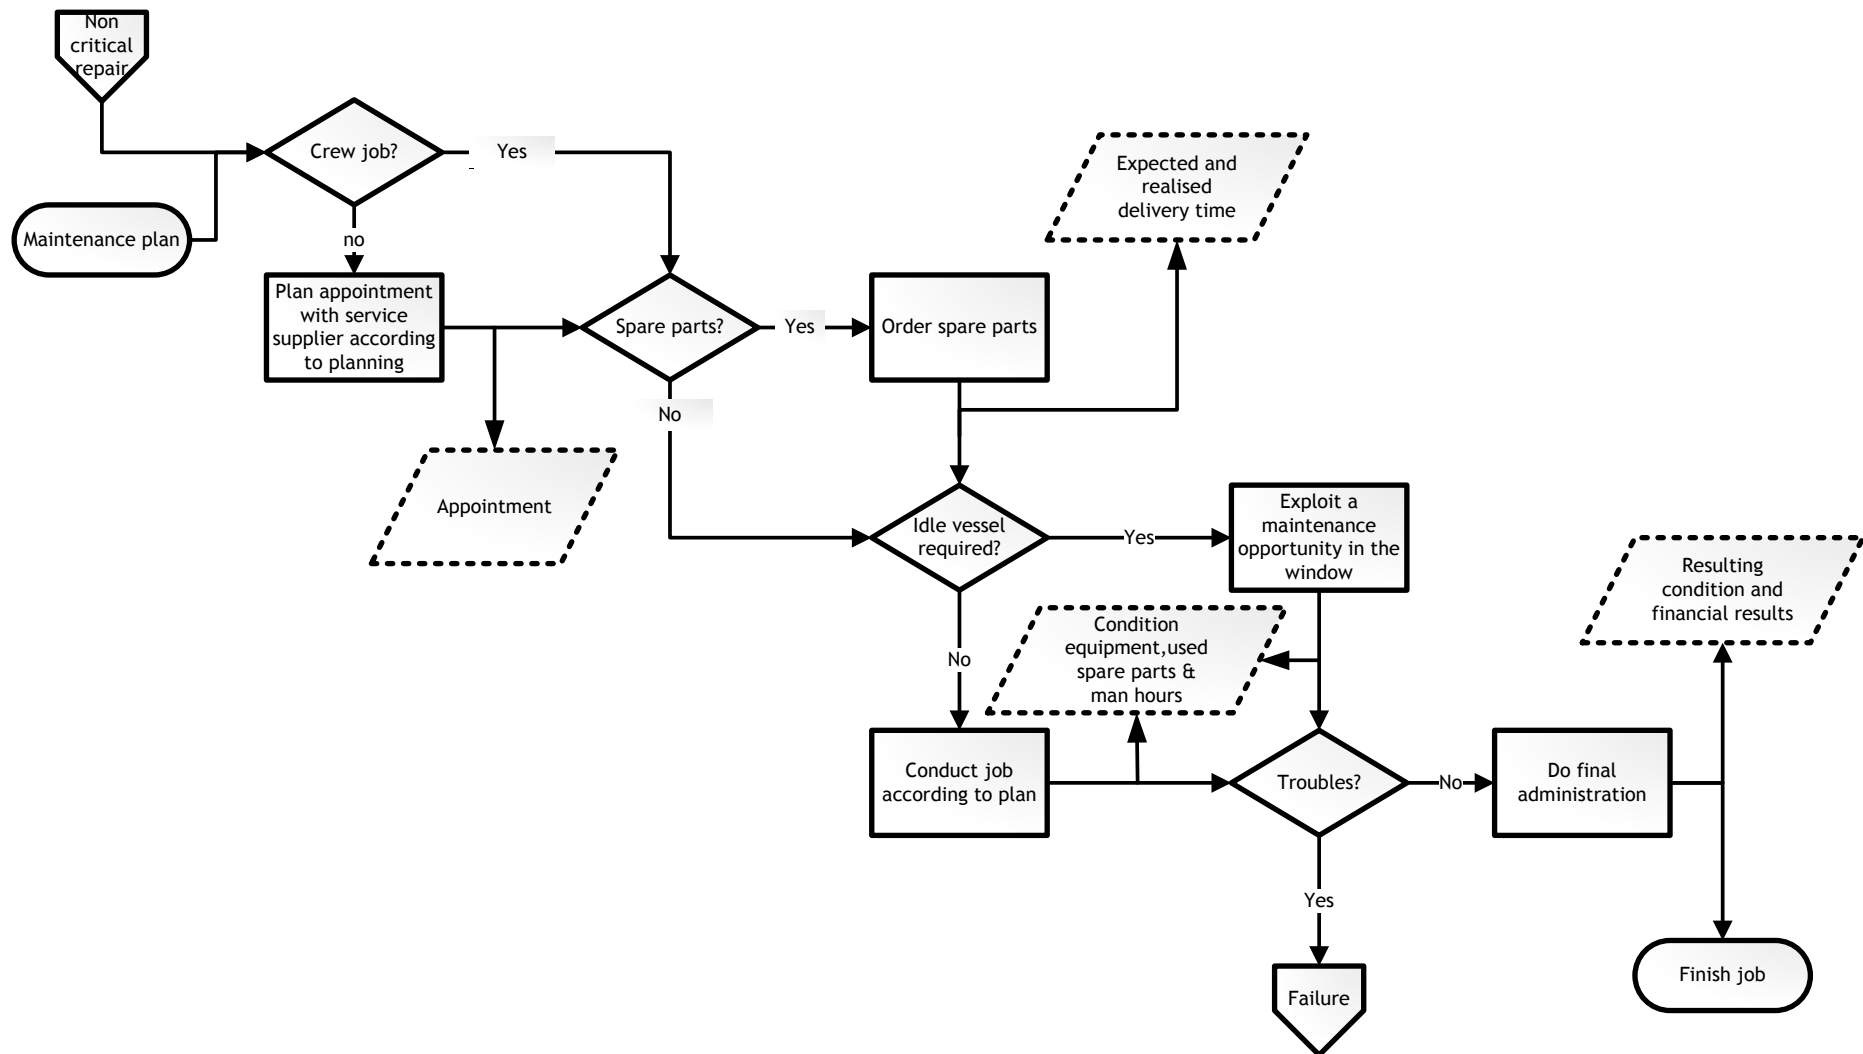 Non
critical
repair
Crew job?
Yes
Expected and
realised
delivery time
Maintenance plan
no
Plan appointment
with service
supplier according
to planning
Spare parts?
Yes
Order spare parts
No
Appointment
Idle vessel
required?
Yes
Exploit a
maintenance
opportunity in the
window
Resulting
condition and
financial results
Condition
equipment,used
spare parts &
man hours
No
Conduct job
according to plan
Troubles?
No
Do final
administration
Yes
Failure
Finish job